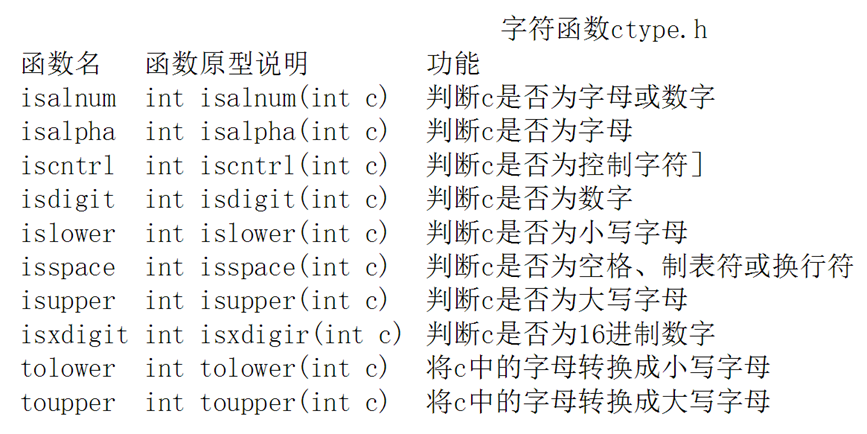 字符函数ctype.h
函数名 函数原型说明 功能
isalnum int isalnum(int c) 判断c是否为字母或数字
isalpha int isalpha(int c) 判断c是否为字母
iscntrl int iscntrl(int c) 判断c是否为控制字符]
isdigit int isdigit(int c) 判断c是否为数字
islower int islower(int c) 判断c是否为小写字母
isspace int isspace(int c) 判断c是否为空格、制表符或换行符
isupper int isupper(int c) 判断c是否为大写字母
isxdigit int isxdigir(int c) 判断c是否为16进制数字
tolower int tolower(int c) 将c中的字母转换成小写字母
toupper int toupper(int c) 将c中的字母转换成大写字母